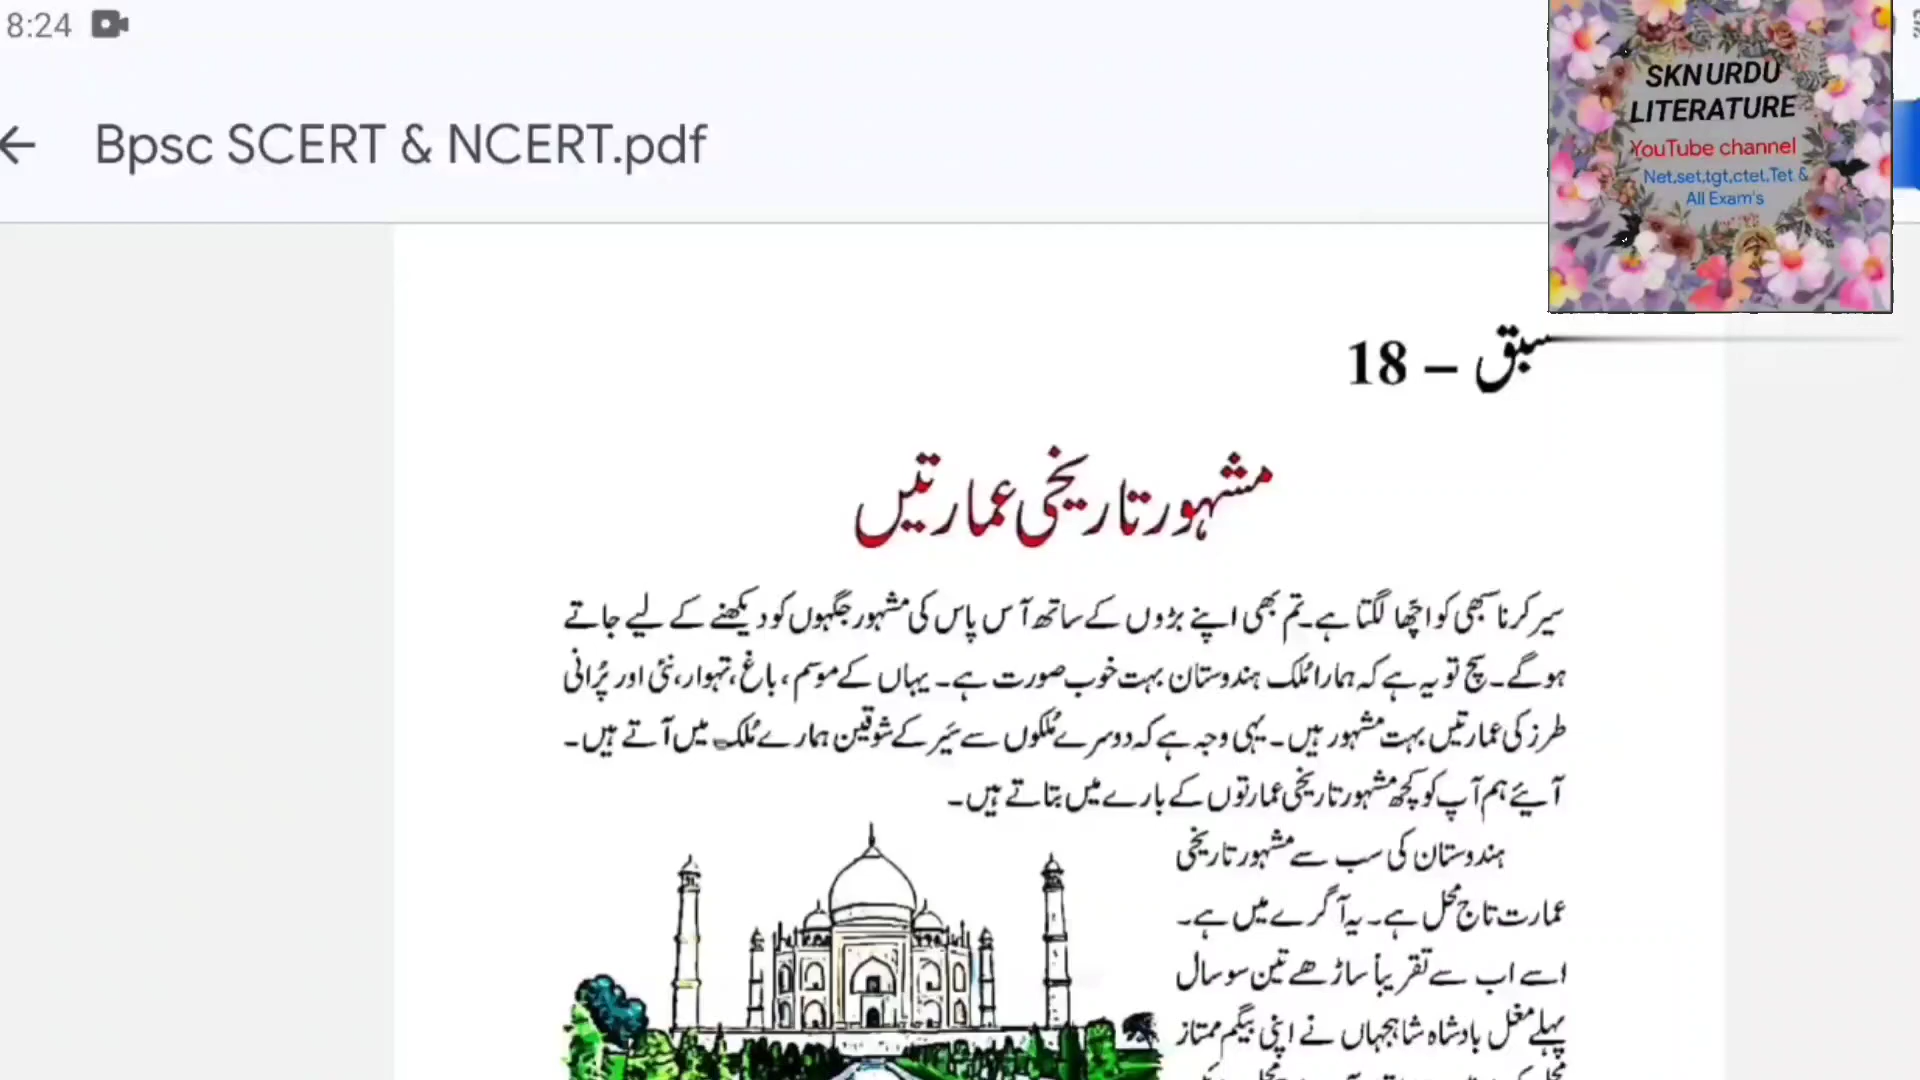 8:24
Bpsc SCERT & NCERT.pdf
SKN URDU
LITERATURE
YouTube channel
Net,set,tgt,ctet,Tet &
All Exam's
سبق – 18
مشہور تاریخی عمارتیں
سیر کرنا سبھی کو اچّھا لگتا ہے۔ تم بھی اپنے بڑوں کے ساتھ آس پاس کی مشہور جگہوں کو دیکھنے کے لیے جاتے
ہوگے۔ سچ تو یہ ہے کہ ہمارا مُلک ہندوستان بہت خوب صورت ہے۔ یہاں کے موسم، باغ، تہوار، نئی اور پُرانی
طرز کی عمارتیں بہت مشہور ہیں۔ یہی وجہ ہے کہ دوسرے مُلکوں سے سَیر کے شوقین ہمارے مُلک میں آتے ہیں۔
آیئے ہم آپ کو کچھ مشہور تاریخی عمارتوں کے بارے میں بتاتے ہیں۔
ہندوستان کی سب سے مشہور تاریخی
عمارت تاج محل ہے۔ یہ آگرے میں ہے۔
اسے اب سے تقریباً ساڑھے تین سو سال
پہلے مغل بادشاہ شاہجہاں نے اپنی بیگم ممتاز